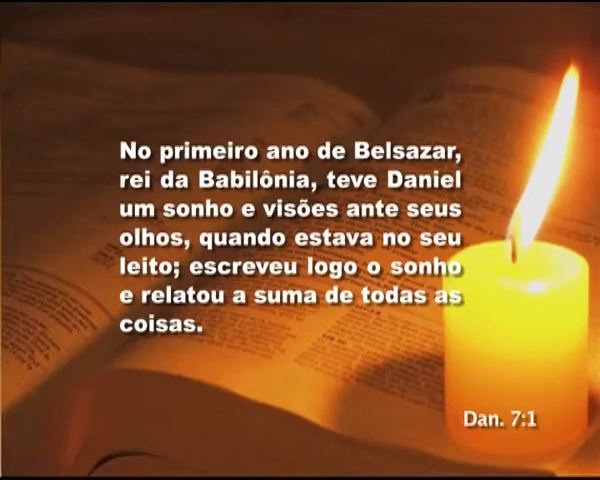 No primeiro ano de Belsazar,
rei da Babilônia, teve Daniel
um sonho e visões ante seus
olhos, quando estava no seu
leito; escreveu logo o sonho
e relatou a suma de todas as
coisas.
Dan. 7:1